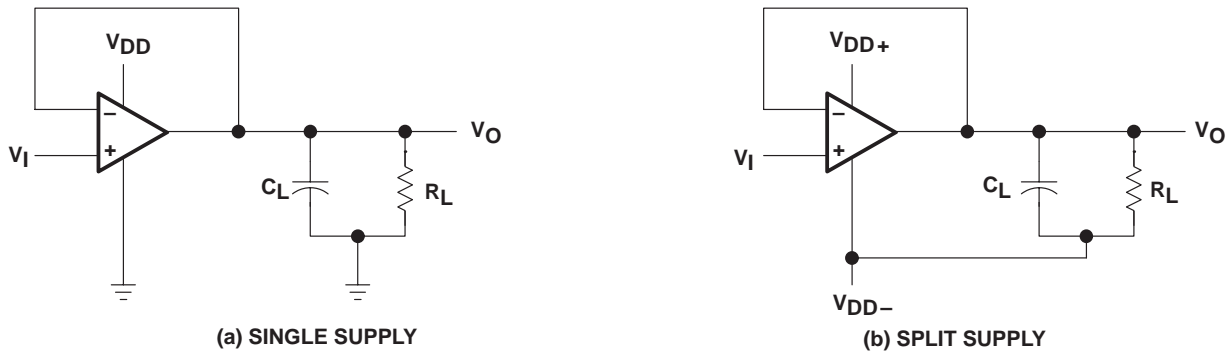 VDD
−
+
VI
VO
CL
RL
(a) SINGLE SUPPLY
VDD+
−
+
VI
VO
CL
RL
VDD−
(b) SPLIT SUPPLY